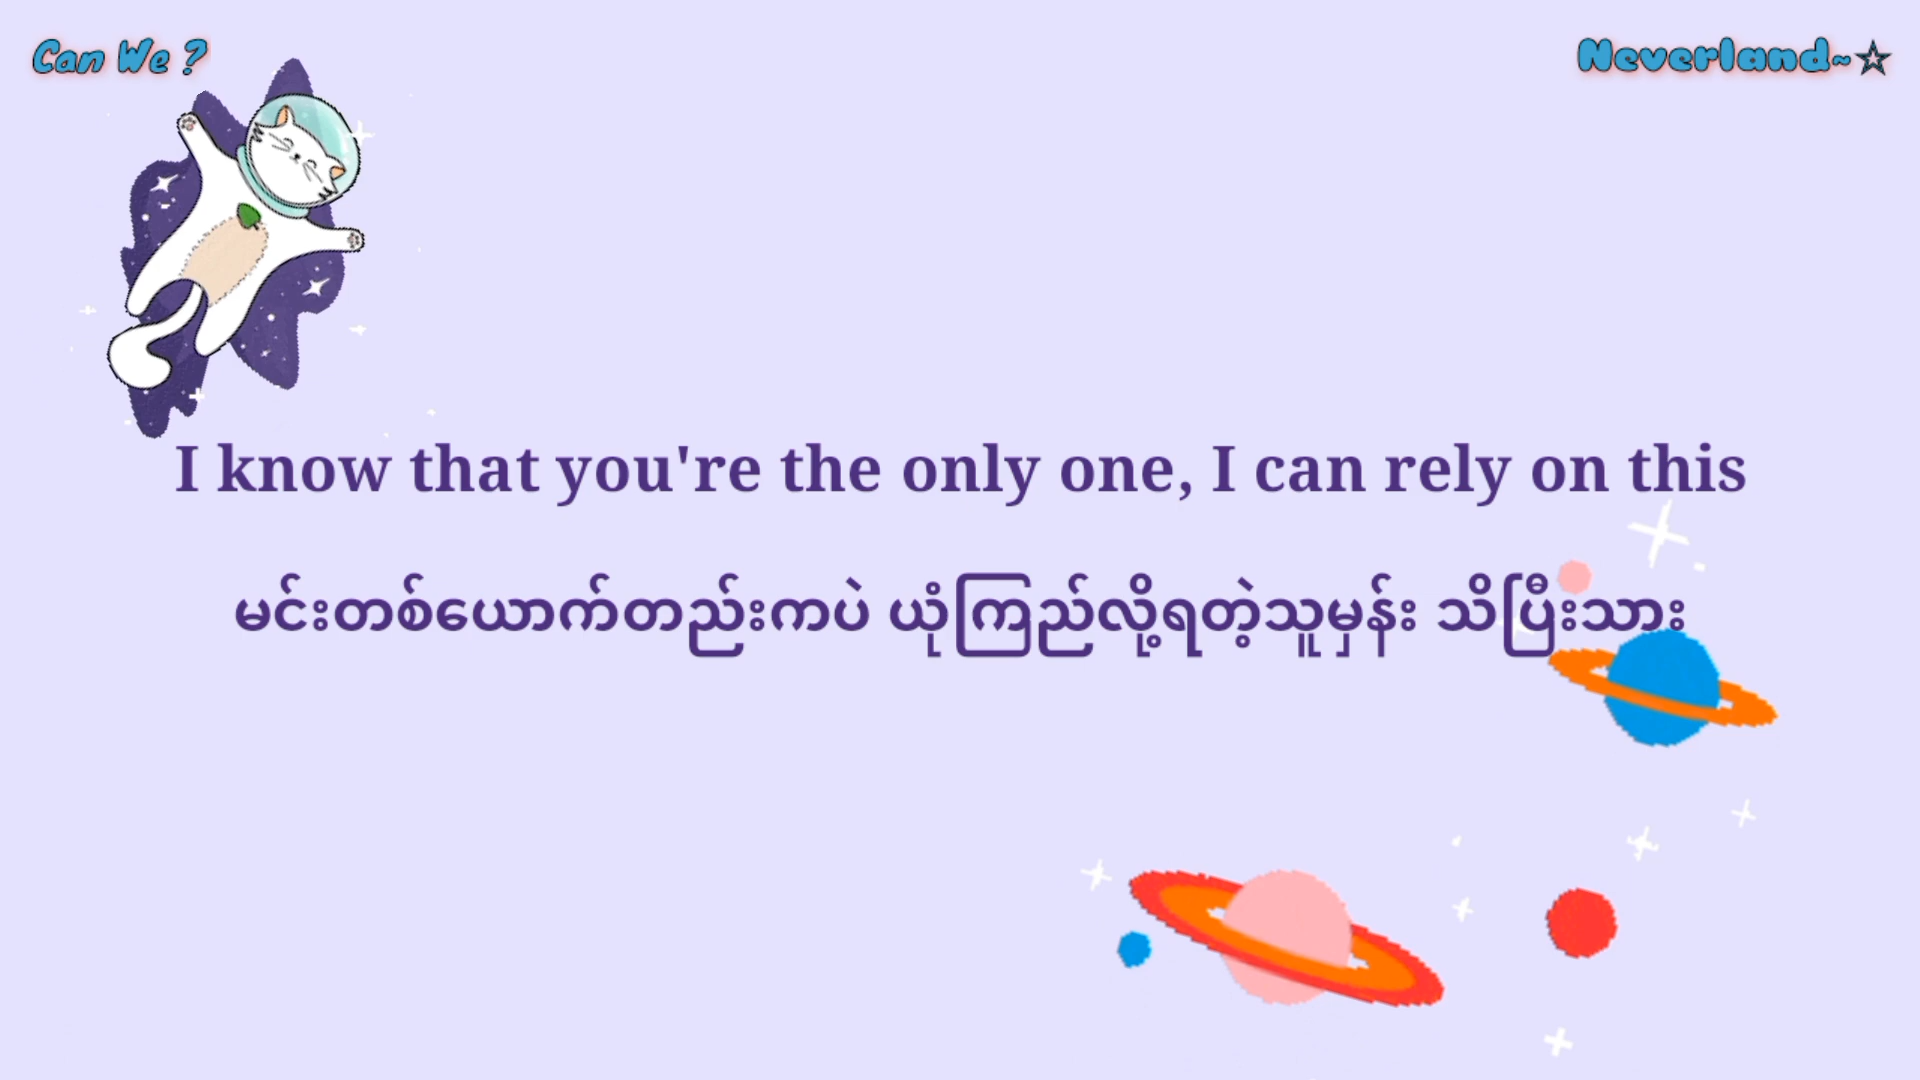 Can We ?
Neverland~☆
I know that you're the only one, I can rely on this
မင်းတစ်ယောက်တည်းကပဲ ယုံကြည်လို့ရတဲ့သူမှန်း သိပြီးသား